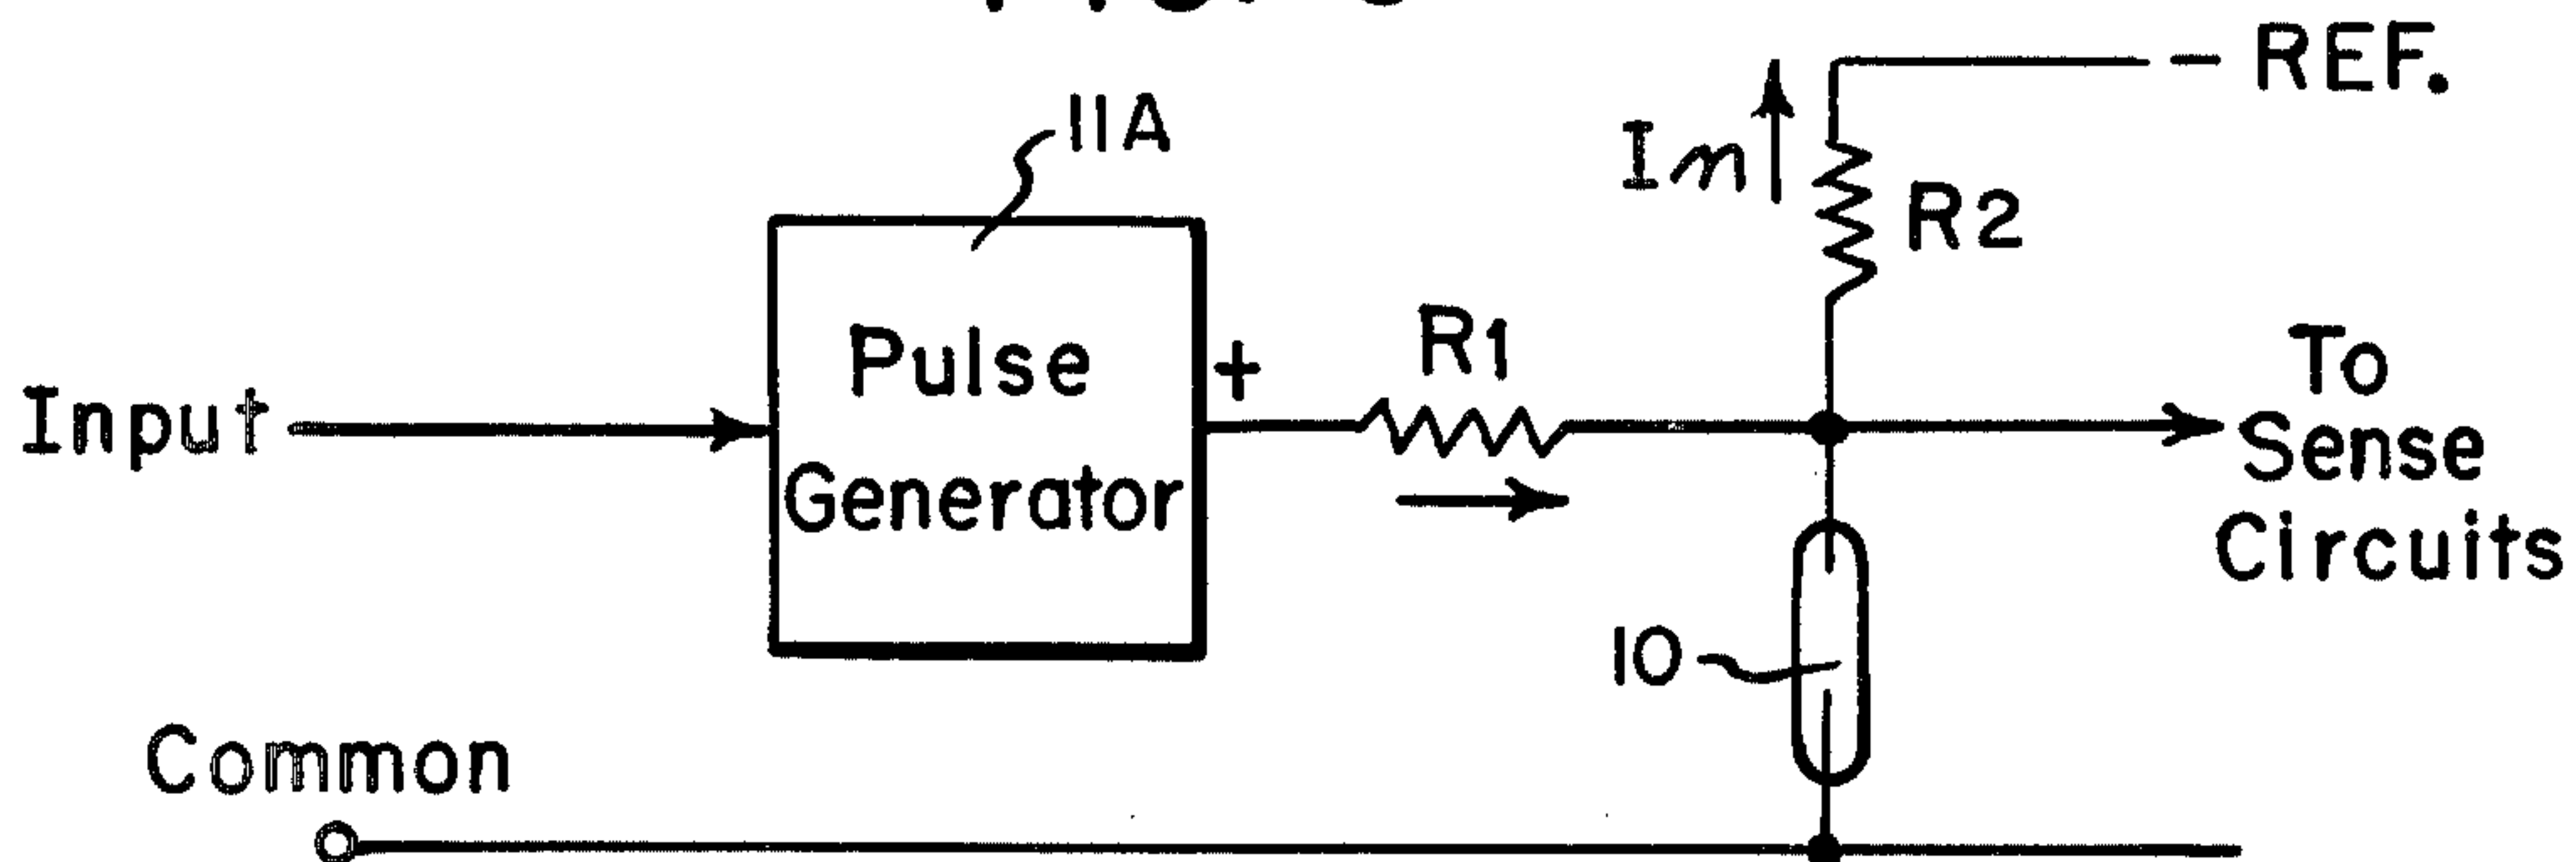 - REF.
11A
In
R2
Pulse
Generator
+
R1
Input
To
Sense
Circuits
10
Common